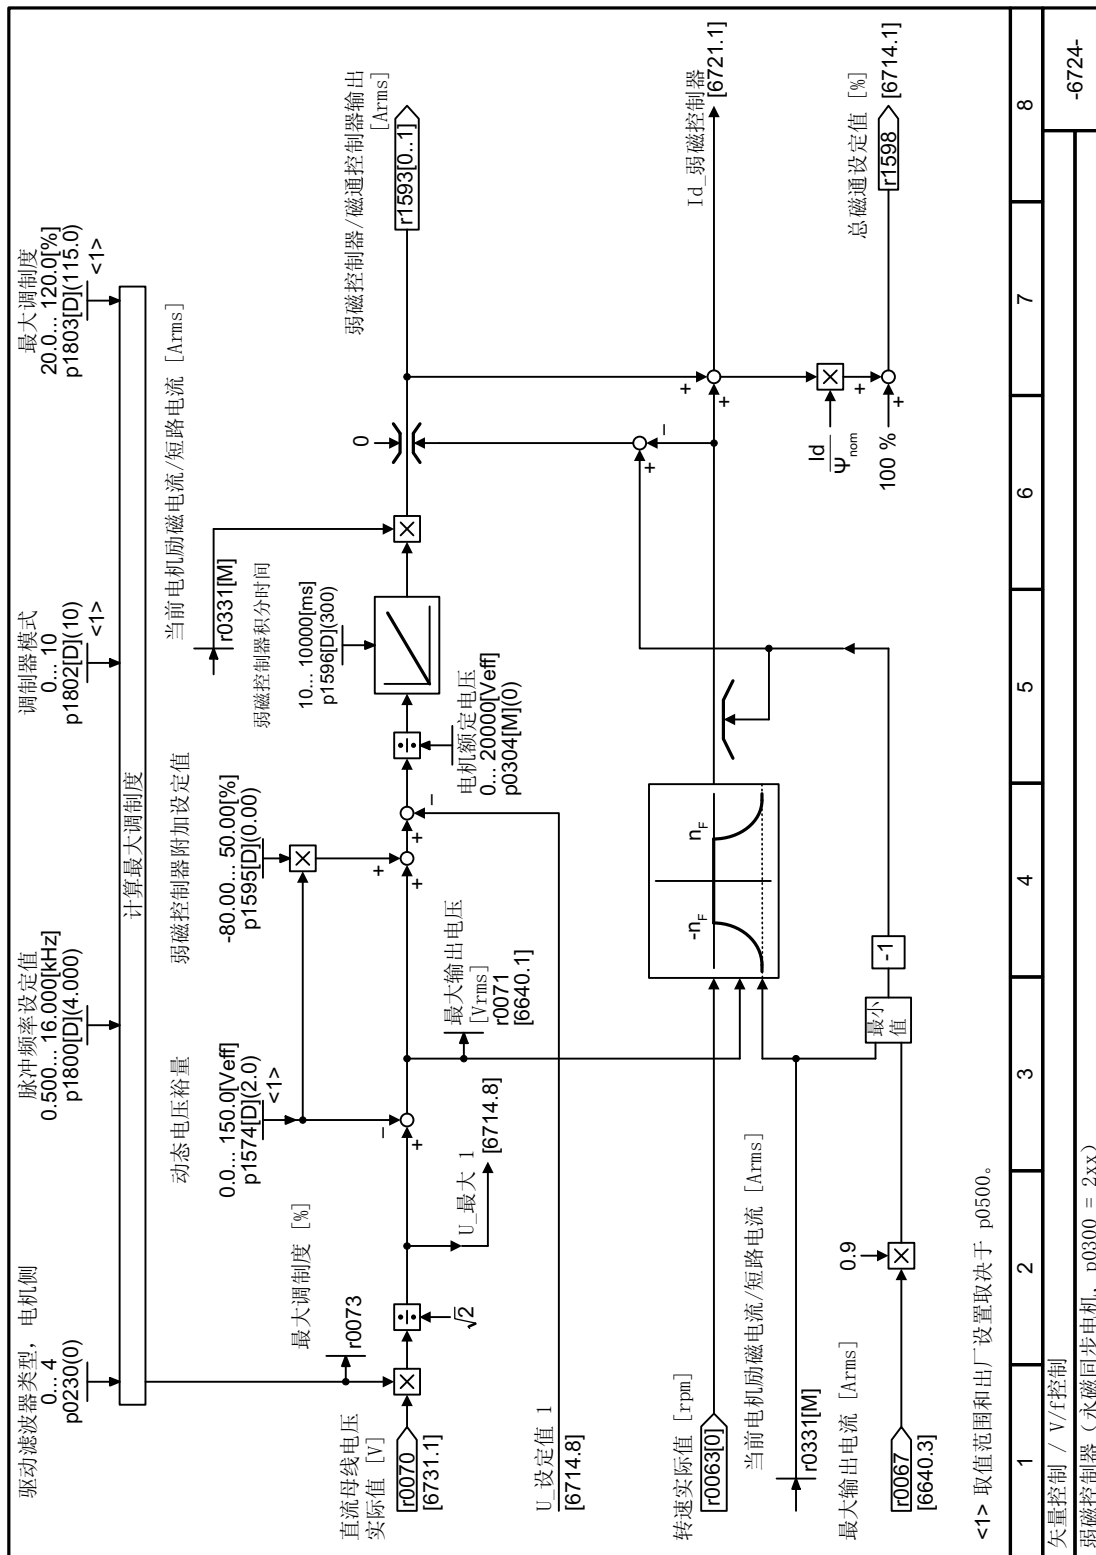 驱动滤波器类型, 电机侧
0... 4
p0230(0)
脉冲频率设定值
0.500... 16.000[kHz]
p1800[D](4.000)
调制器模式
0... 10
p1802[D](10)
<1>
最大调制度
20.0... 120.0[%]
p1803[D](115.0)
<1>
计算最大调制度
最大调制度 [%]
r0073
动态电压裕量
0.0... 150.0[Veff]
p1574[D](2.0)
<1>
弱磁控制器附加设定值
-80.00... 50.00[%]
p1595[D](0.00)
当前电机励磁电流/短路电流 [Arms]
r0331[M]
弱磁控制器积分时间
10... 10000[ms]
p1596[D](300)
0
弱磁控制器/磁通控制器输出
[Arms]
r1593[0..1]
直流母线电压
实际值 [V]
r0070
[6731.1]
√2
U_最大 1
[6714.8]
最大输出电压
[Vrms]
r0071
[6640.1]
电机额定电压
0... 20000[Veff]
p0304[M](0)
U_设定值 1
[6714.8]
转速实际值 [rpm]
r0063[0]
-nF
nF
Id_弱磁控制器
[6721.1]
当前电机励磁电流/短路电流 [Arms]
r0331[M]
Id
Ψnom
100 %
总磁通设定值 [%]
r1598
[6714.1]
最大输出电流 [Arms]
r0067
[6640.3]
0.9
最小
值
-1
<1> 取值范围和出厂设置取决于 p0500。
1 2 3 4 5 6 7 8
矢量控制 / V/f控制
弱磁控制器 (永磁同步电机, p0300 = 2xx)
-6724-